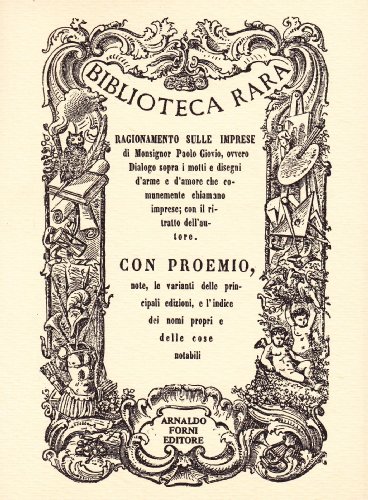 BIBLIOTECA RARA
RAGIONAMENTO SULLE IMPRESE
di Monsignor Paolo Giovio, ovvero
Dialogo sopra i motti e disegni
d'arme e d'amore che co-
munemente chiamano
imprese; con il ri-
tratto dell'au-
tore.
CON PROEMIO,
note, le varianti delle prin-
cipali edizioni, e l'indice
dei nomi propri e
delle cose
notabili
ARNALDO
FORNI
EDITORE